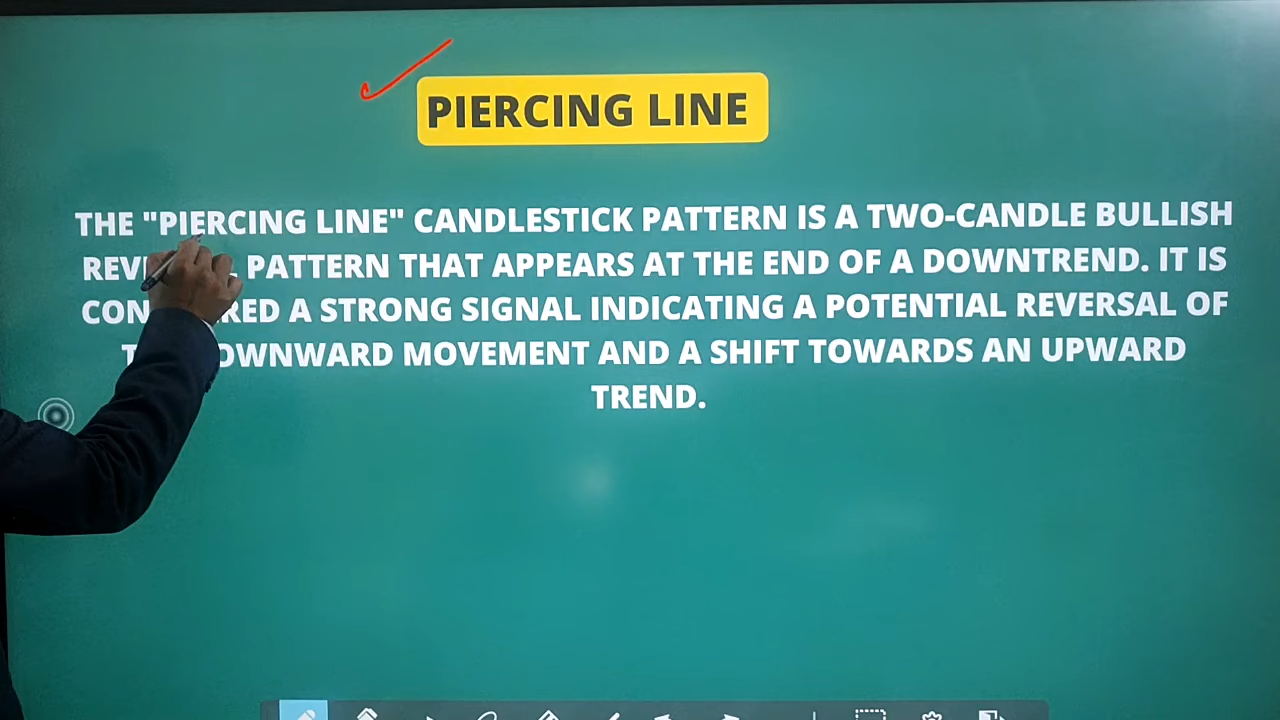 PIERCING LINE
THE "PIERCING LINE" CANDLESTICK PATTERN IS A TWO-CANDLE BULLISH
PATTERN THAT APPEARS AT THE END OF A DOWNTREND. IT IS
A STRONG SIGNAL INDICATING A POTENTIAL REVERSAL OF
MOVEMENT AND A SHIFT TOWARDS AN UPWARD
TREND.